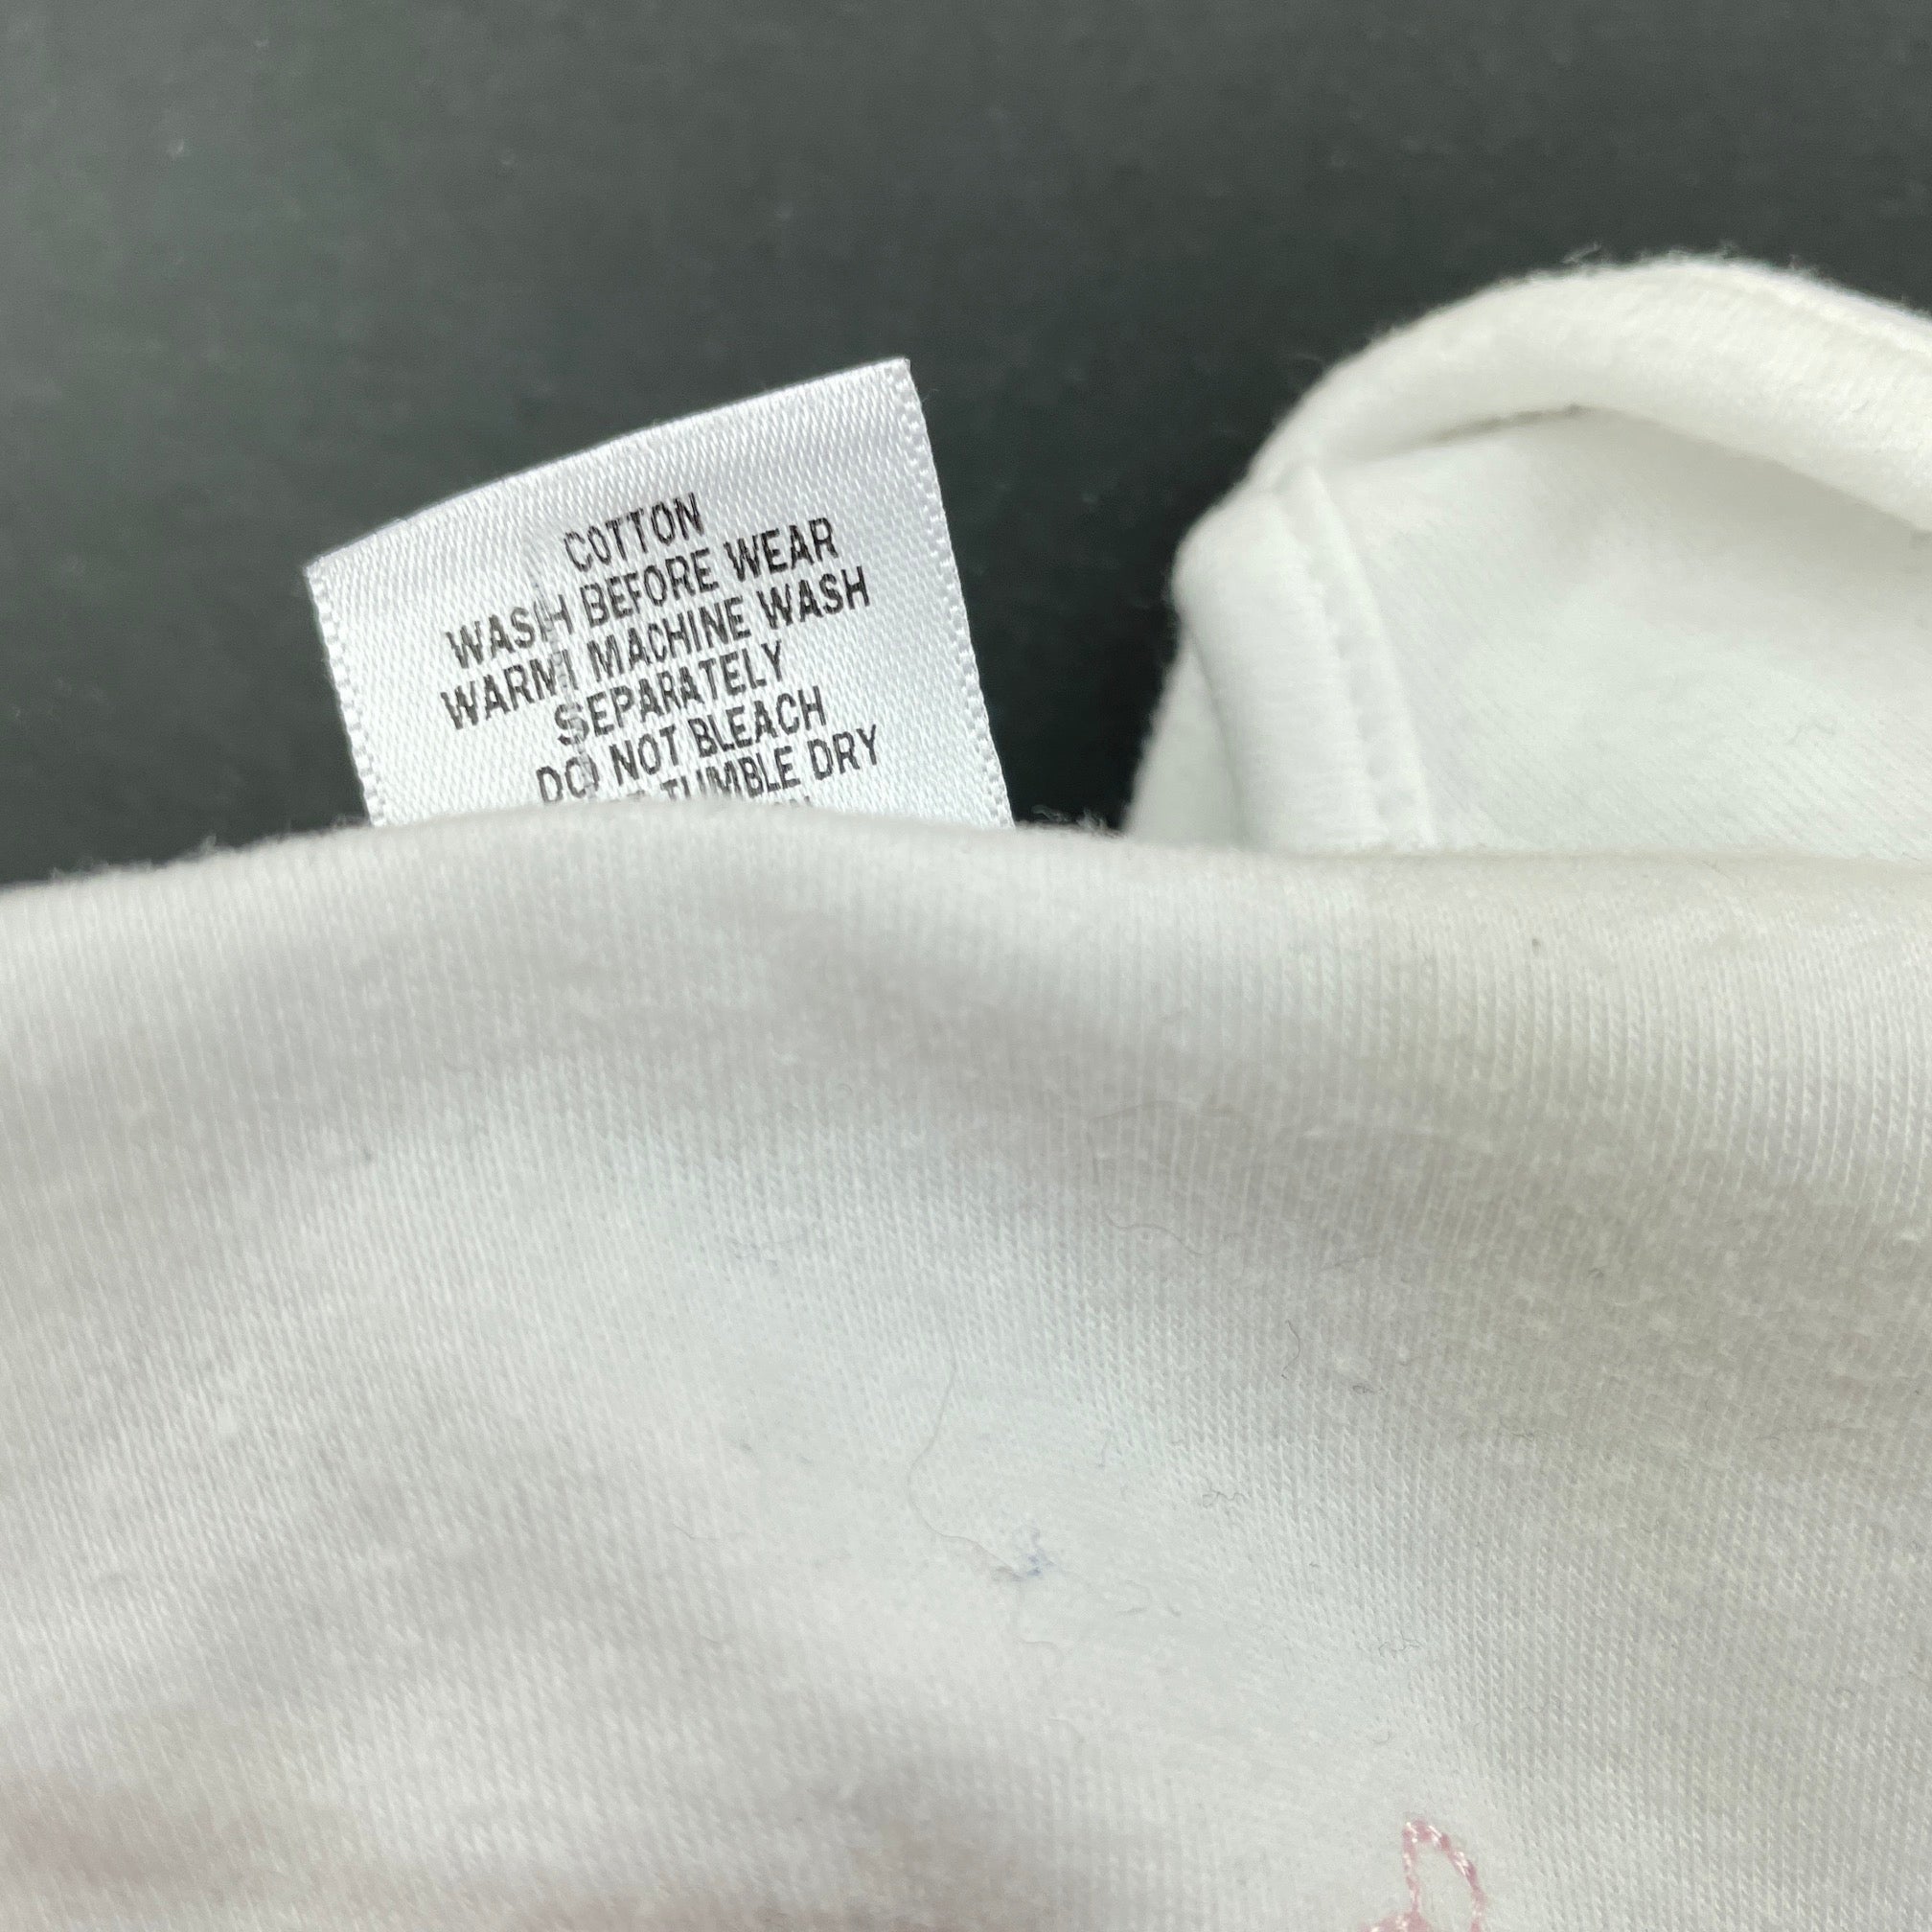 COTTON
WASH BEFORE WEAR
WARM MACHINE WASH
SEPARATELY
DO NOT BLEACH
TUMBLE DRY